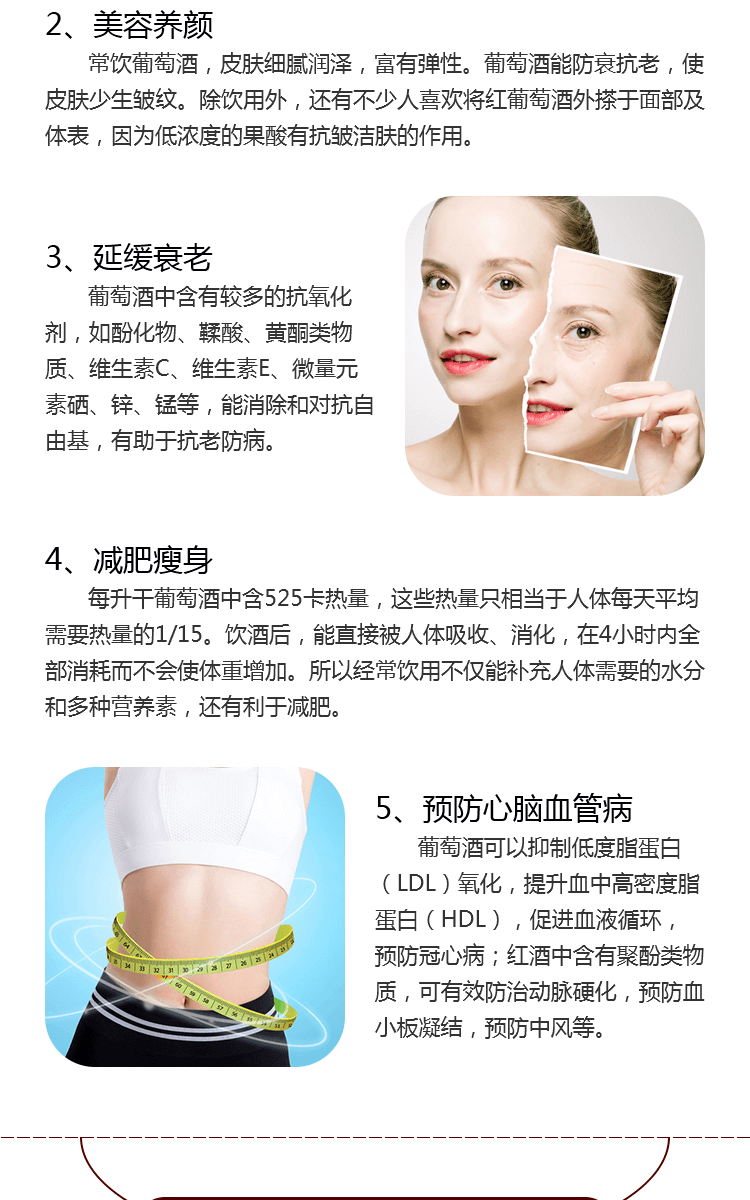 2、美容养颜
常饮葡萄酒，皮肤细腻润泽，富有弹性。葡萄酒能防衰抗老，使
皮肤少生皱纹。除饮用外，还有不少人喜欢将红葡萄酒外搽于面部及
体表，因为低浓度的果酸有抗皱洁肤的作用。
3、延缓衰老
葡萄酒中含有较多的抗氧化
剂，如酚化物、鞣酸、黄酮类物
质、维生素C、维生素E、微量元
素硒、锌、锰等，能消除和对抗自
由基，有助于抗老防病。
4、减肥瘦身
每升干葡萄酒中含525卡热量，这些热量只相当于人体每天平均
需要热量的1/15。饮酒后，能直接被人体吸收、消化，在4小时内全
部消耗而不会使体重增加。所以经常饮用不仅能补充人体需要的水分
和多种营养素，还有利于减肥。
5、预防心脑血管病
葡萄酒可以抑制低度脂蛋白
（LDL）氧化，提升血中高密度脂
蛋白（HDL），促进血液循环，
预防冠心病；红酒中含有聚酚类物
质，可有效防治动脉硬化，预防血
小板凝结，预防中风等。